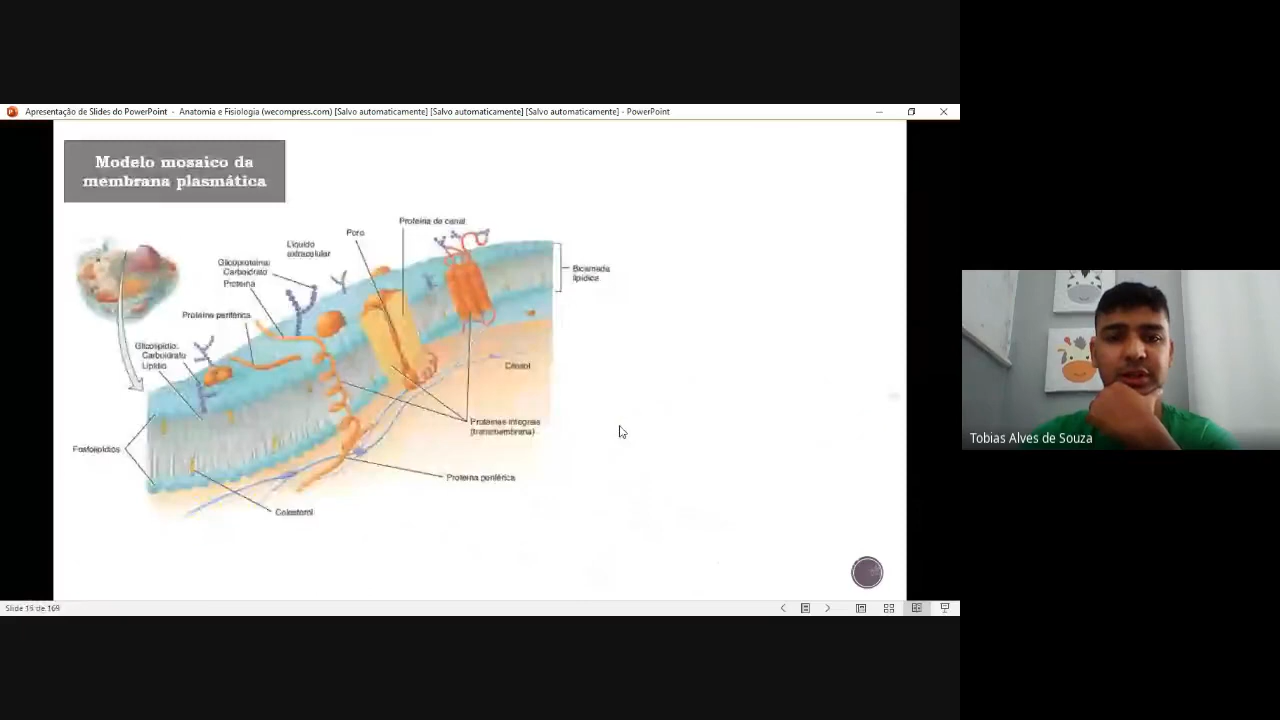 Apresentação de Slides do PowerPoint - Anatomia e Fisiologia (wecompress.com) [Salvo automaticamente] [Salvo automaticamente] [Salvo automaticamente] - PowerPoint
Modelo mosaico da
membrana plasmática
Proteína de canal
Poro
Líquido
extracelular
Glicoproteína:
Carboidrato
Proteína
Bicamada
lipídica
Proteína periférica
Glicolipídio:
Carboidrato
Lipídio
Citosol
Proteínas integrais
(transmembrana)
Fosfolipídios
Proteína periférica
Colesterol
Tobias Alves de Souza
Slide 15 de 169